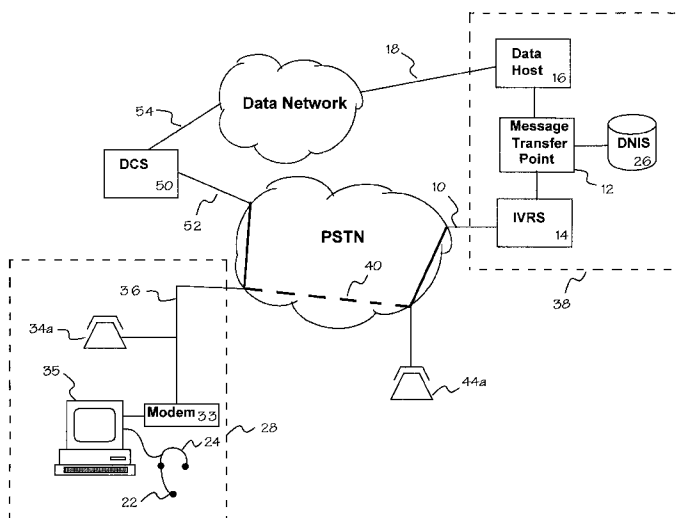 18
Data
Host
16
Data Network
54
Message
Transfer
Point
12
DNIS
26
DCS
50
52
10
IVRS
14
PSTN
40
36
38
34a
35
44a
Modem 33
24
28
22